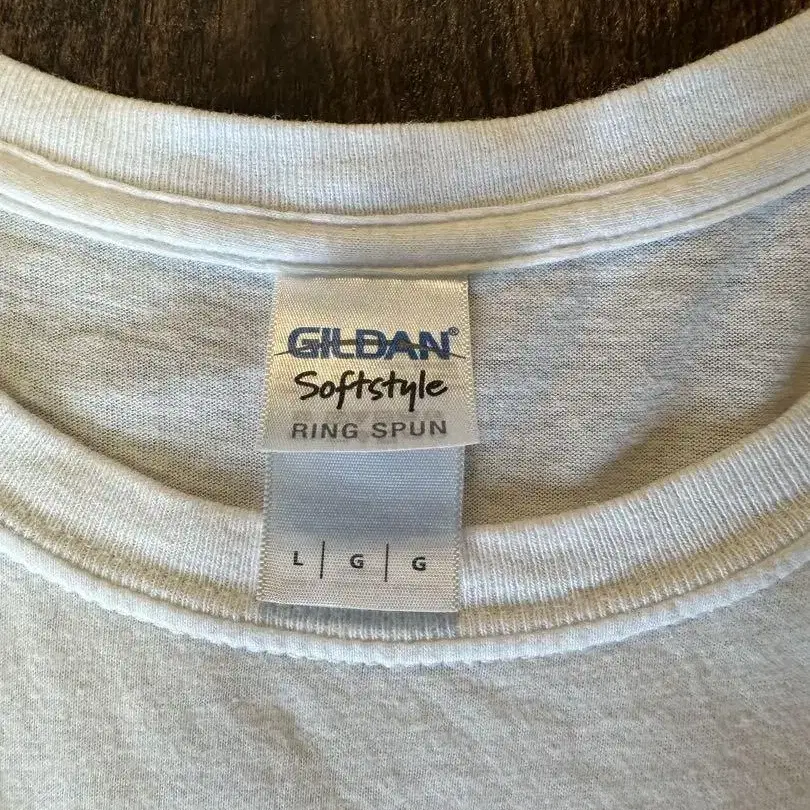 GILDAN®
Softstyle
RING SPUN
L | G | G